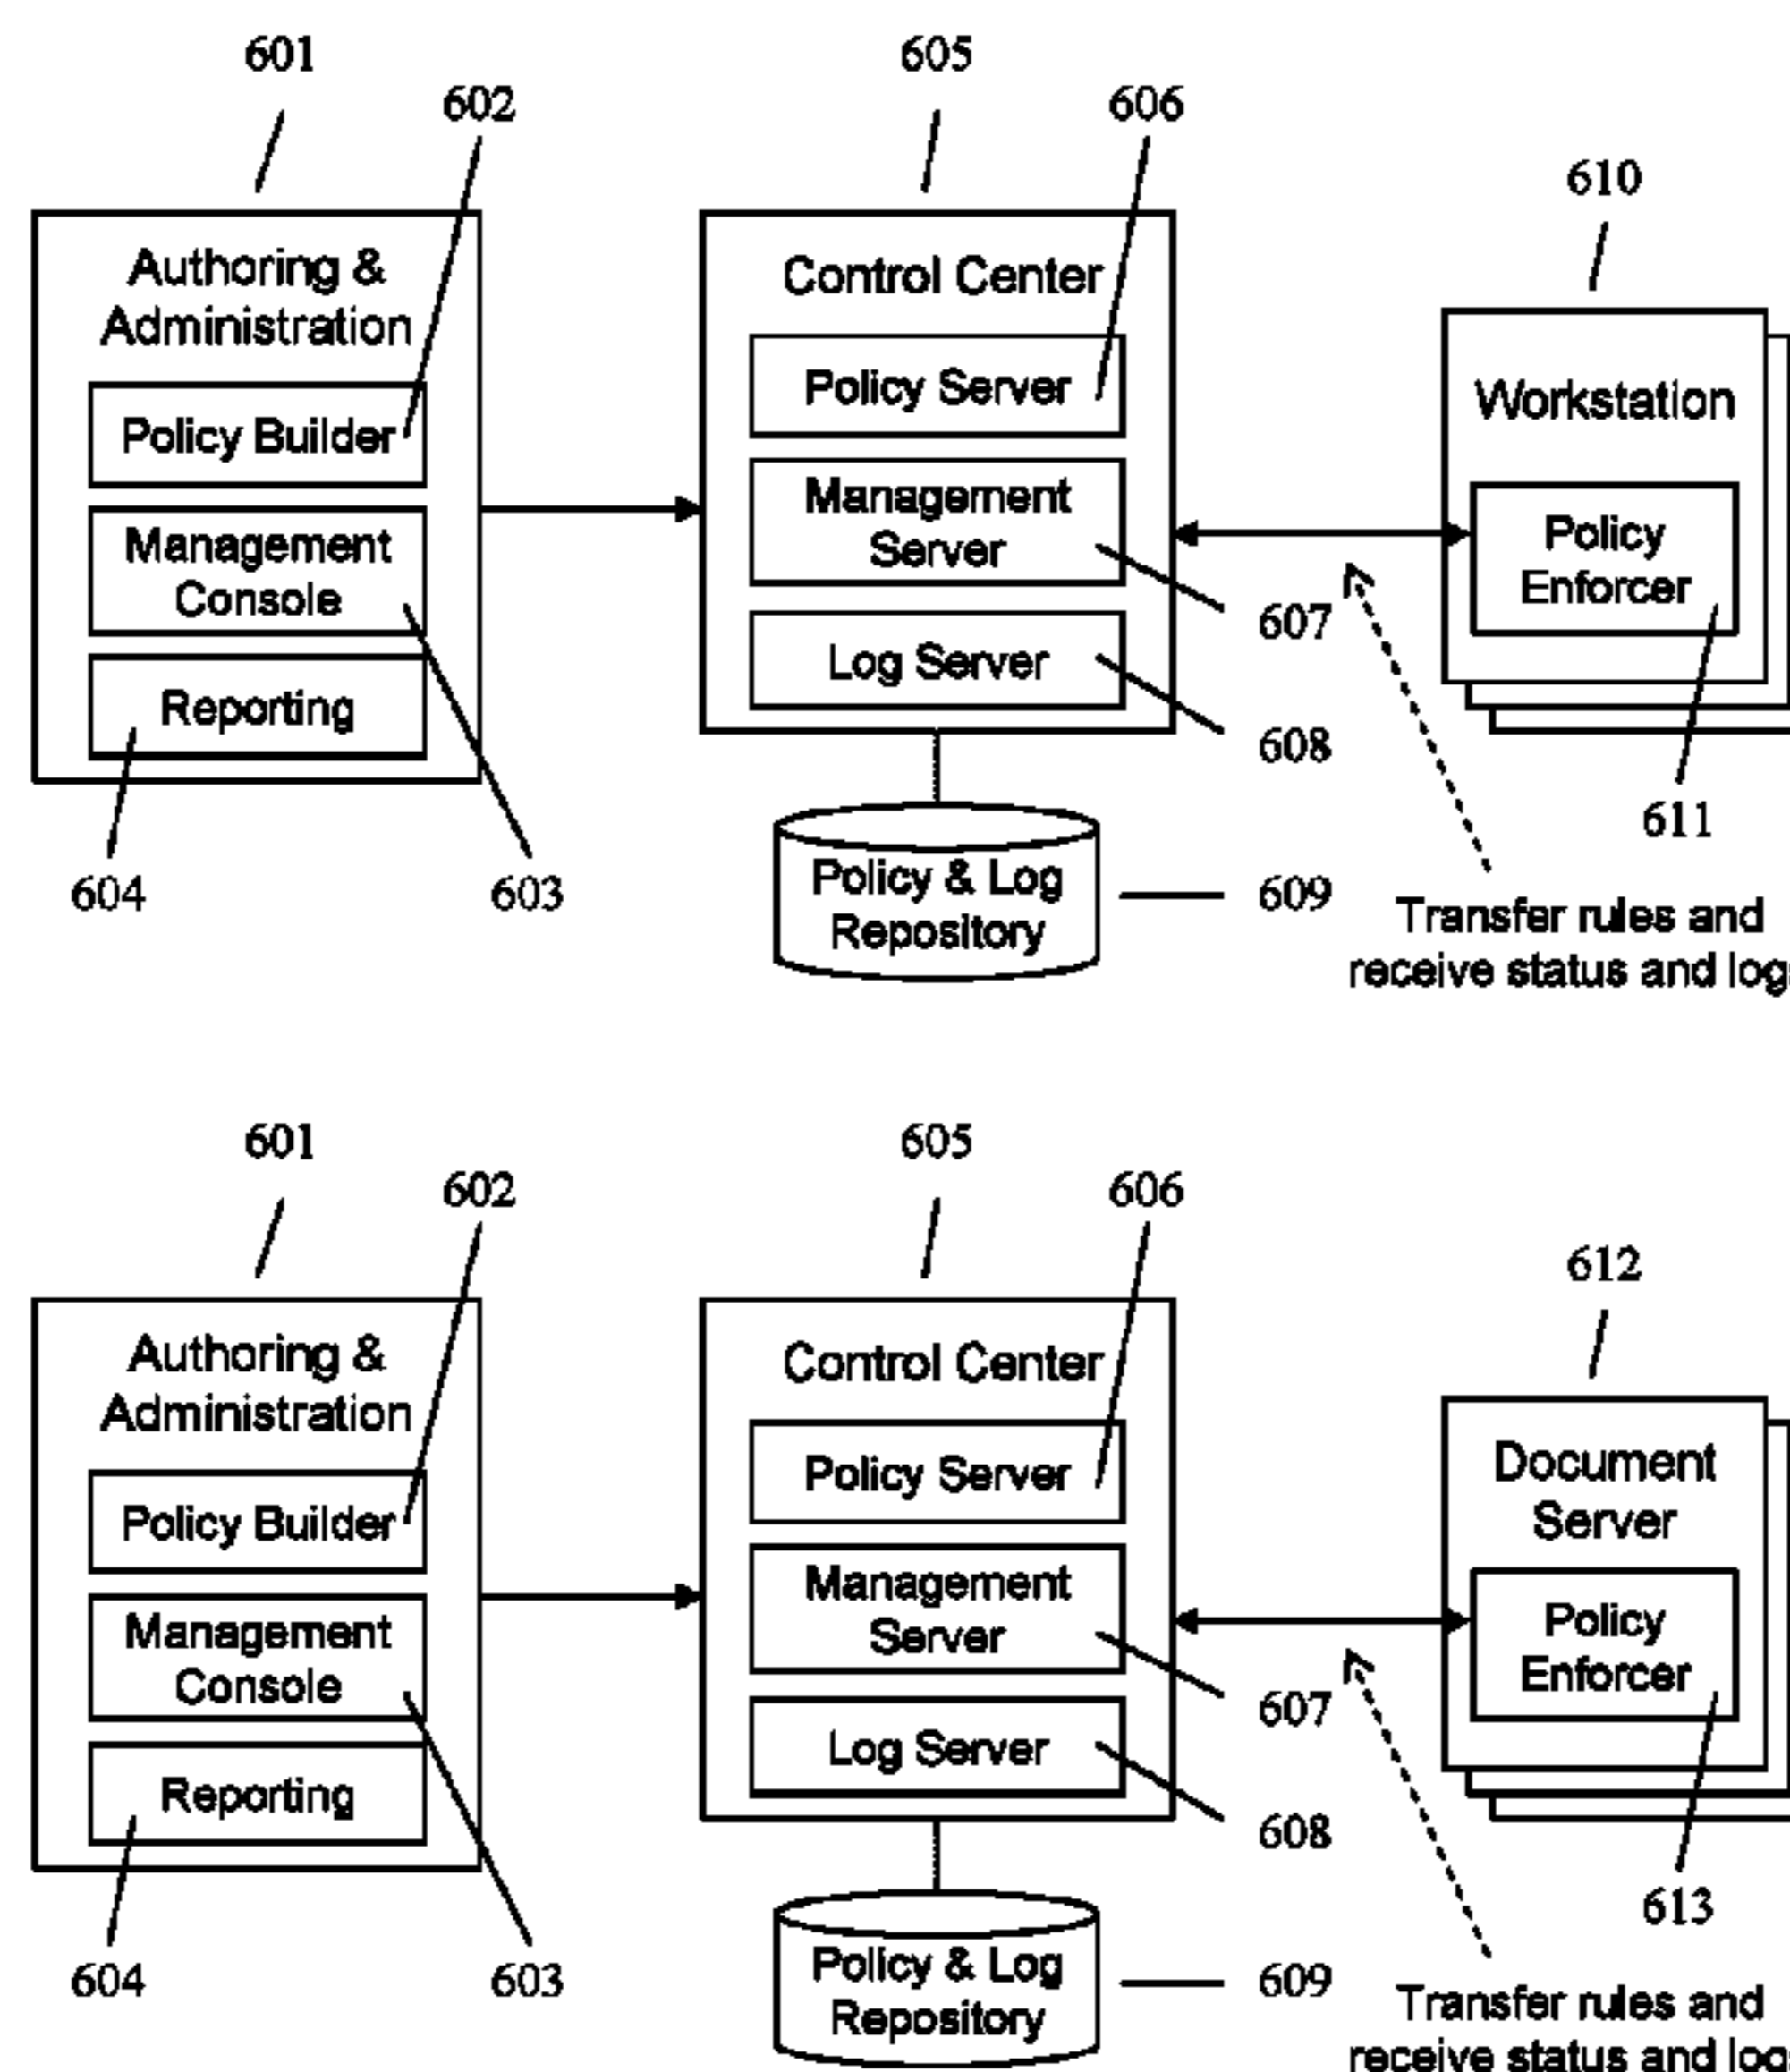 601
602
605
606
610
Authoring &
Administration
Policy Builder
Management
Console
Reporting
604
603
Control Center
Policy Server
Management
Server
Log Server
607
608
Policy & Log
Repository
609
Workstation
Policy
Enforcer
611
Transfer rules and
receive status and logs
601
602
605
606
612
Authoring &
Administration
Policy Builder
Management
Console
Reporting
604
603
Control Center
Policy Server
Management
Server
Log Server
607
608
Policy & Log
Repository
609
Document
Server
Policy
Enforcer
613
Transfer rules and
receive status and logs